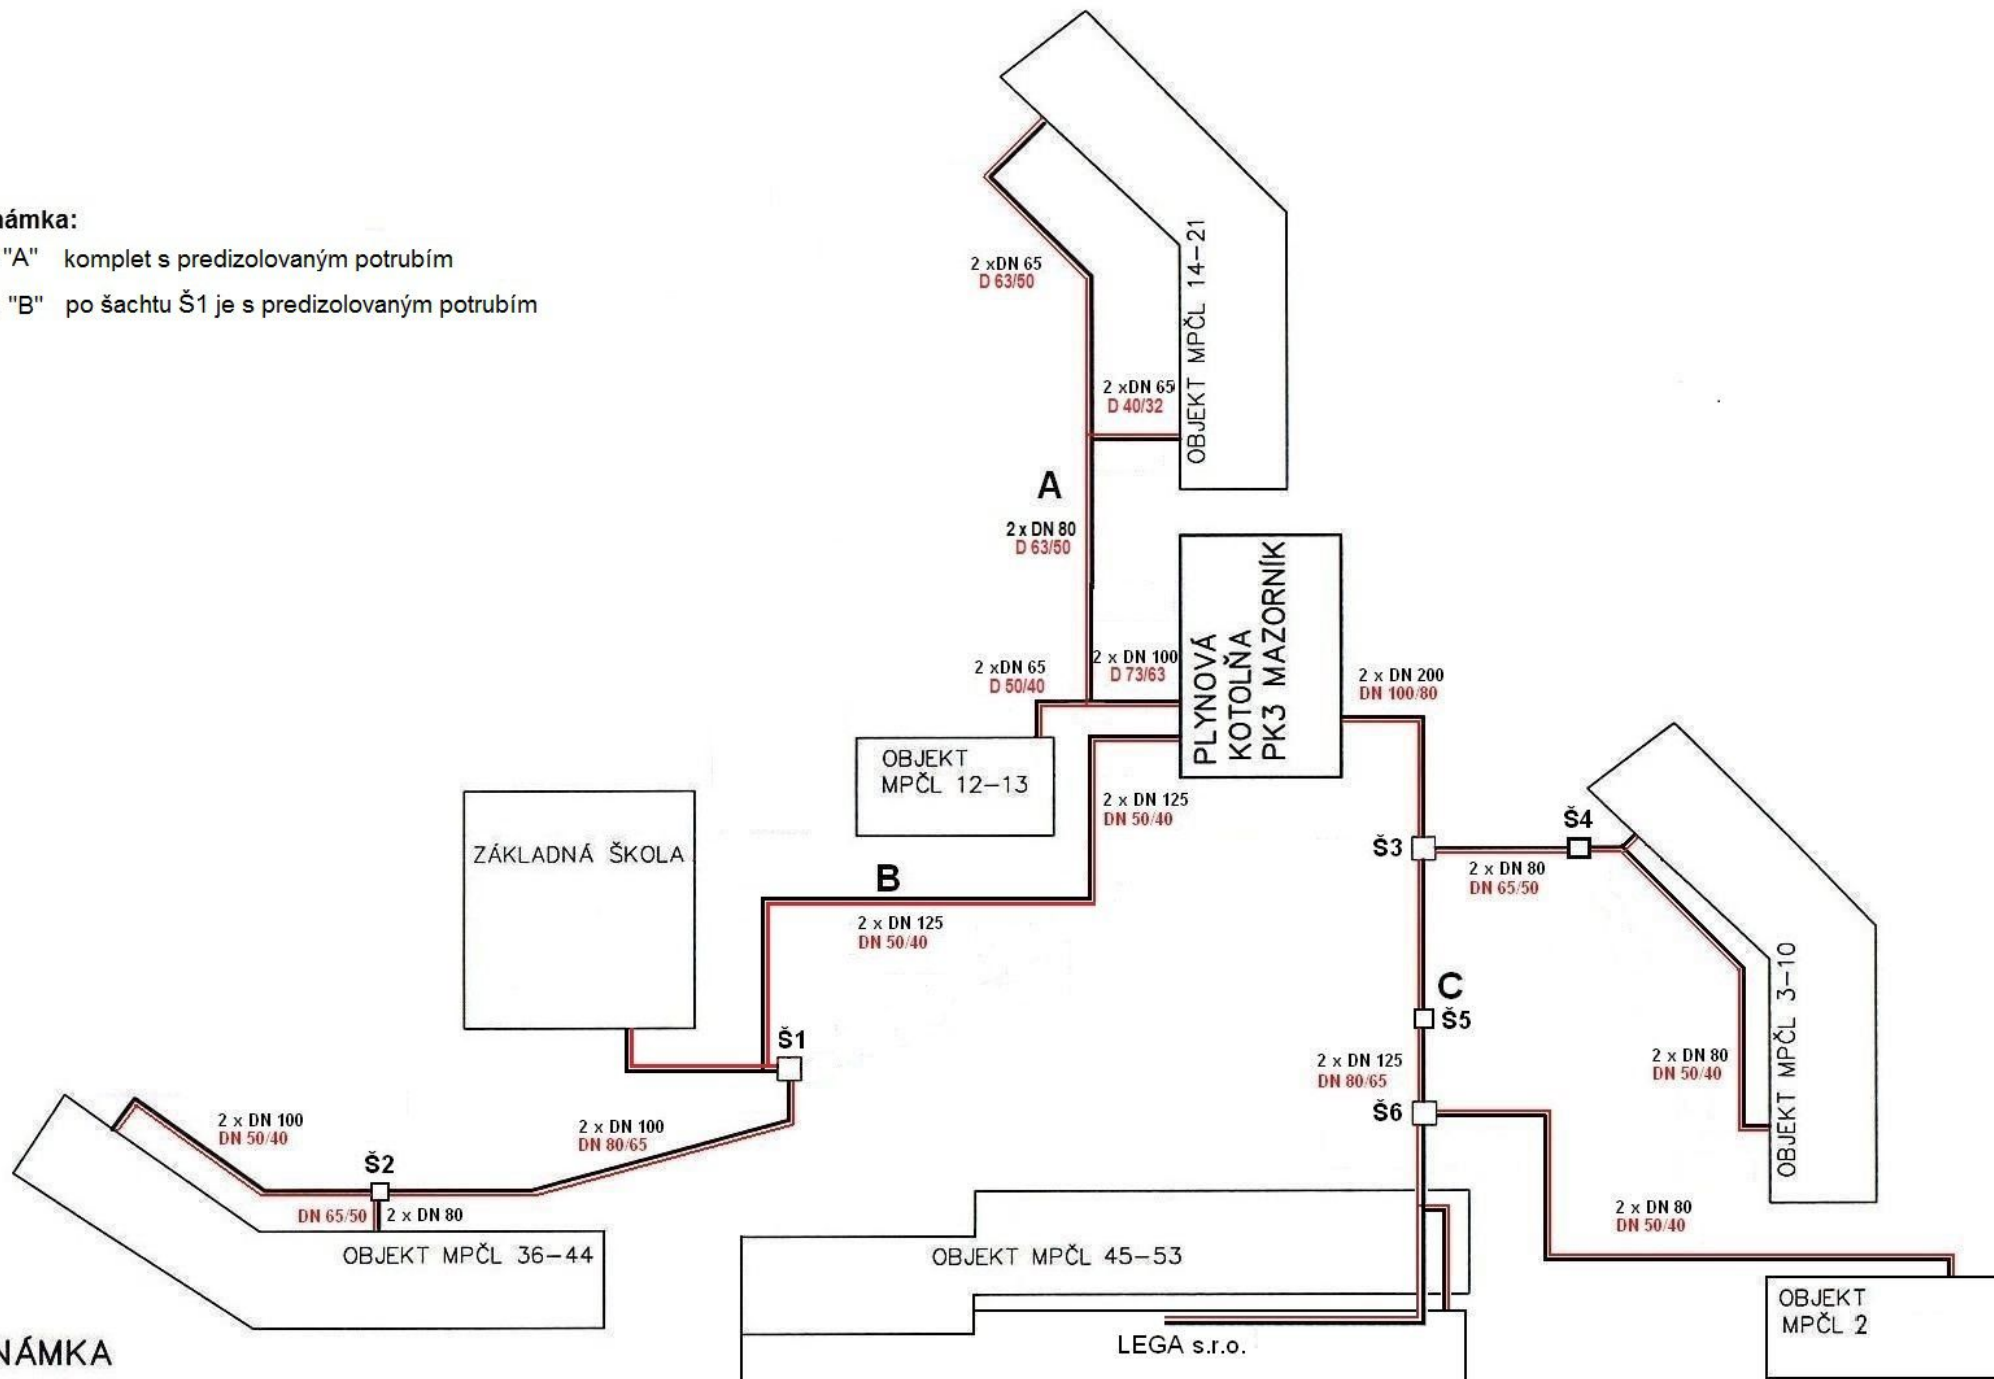 námka:
"A" komplet s predizolovaným potrubím
"B" po šachtu Š1 je s predizolovaným potrubím
2 xDN 65
D 63/50
OBJEKT MPČL 14-21
2 xDN 65
D 40/32
A
2 x DN 80
D 63/50
PLYNOVÁ
KOTOLŇA
PK3 MAZORNÍK
2 xDN 65
D 50/40
2 x DN 100
D 73/63
2 x DN 200
DN 100/80
OBJEKT
MPČL 12-13
2 x DN 125
DN 50/40
ZÁKLADNÁ ŠKOLA
B
2 x DN 125
DN 50/40
Š3
Š4
2 x DN 80
DN 65/50
OBJEKT MPČL 3-10
C
Š5
Š1
2 x DN 125
DN 80/65
2 x DN 80
DN 50/40
Š6
2 x DN 100
DN 50/40
2 x DN 100
DN 80/65
Š2
DN 65/50 2 x DN 80
OBJEKT MPČL 36-44
OBJEKT MPČL 45-53
2 x DN 80
DN 50/40
OBJEKT
MPČL 2
LEGA s.r.o.
NÁMKA